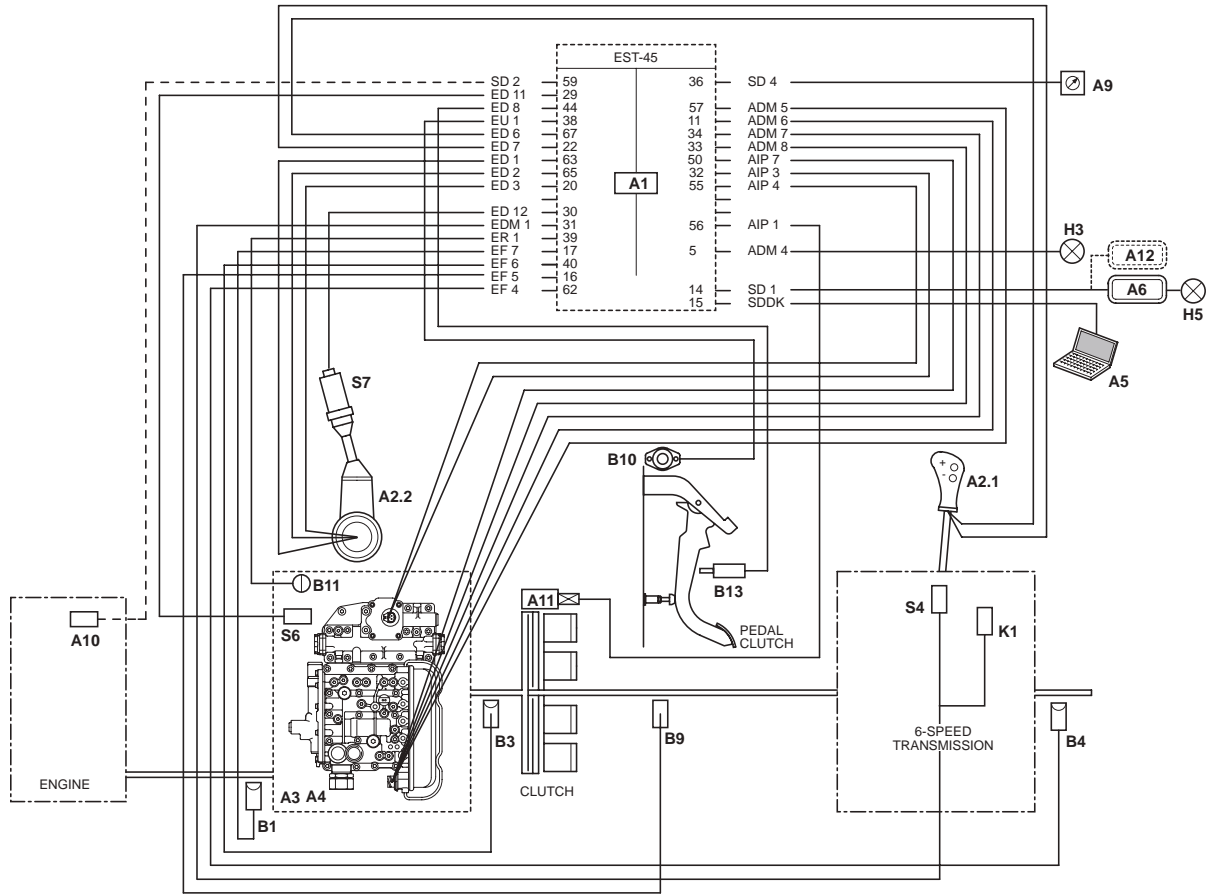 EST-45
SD 2 59 36 SD 4
ED 11 29
ED 8 44 57 ADM 5
EU 1 38 11 ADM 6
ED 6 67 34 ADM 7
ED 7 22 33 ADM 8
ED 1 63 50 AIP 7
ED 2 65 32 AIP 3
ED 3 20 55 AIP 4
ED 12 30
EDM 1 31 56 AIP 1
ER 1 39
EF 7 17 5 ADM 4
EF 6 40
EF 5 16
EF 4 62 14 SD 1
15 SDDK
A1
A9
H3
A12
A6
H5
A5
S7
A2.2
B10
A2.1
B11
B13
S6
A10
A11
PEDAL
CLUTCH
S4
K1
B3
B9
6-SPEED
TRANSMISSION
B4
ENGINE
CLUTCH
A3 A4
B1
+
-